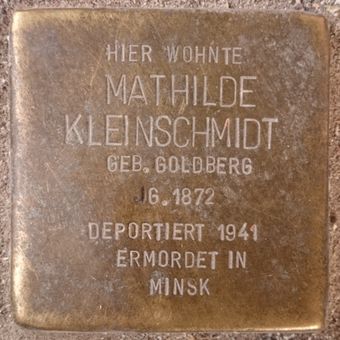 HIER WOHNTE
MATHILDE
KLEINSCHMIDT
GEB. GOLDBERG
JG. 1872
DEPORTIERT 1941
ERMORDET IN
MINSK